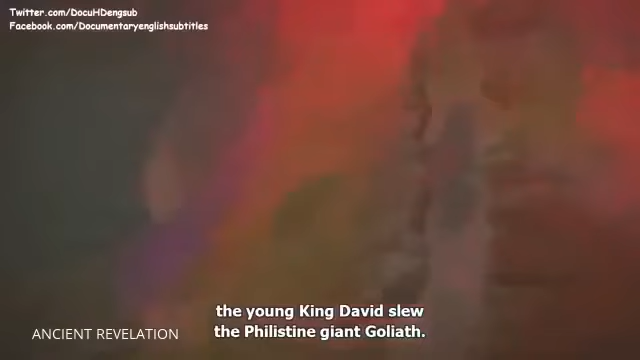 Twitter.com/DocuHDengsub
Facebook.com/Documentaryenglishsubtitles
the young King David slew
the Philistine giant Goliath.
ANCIENT REVELATION